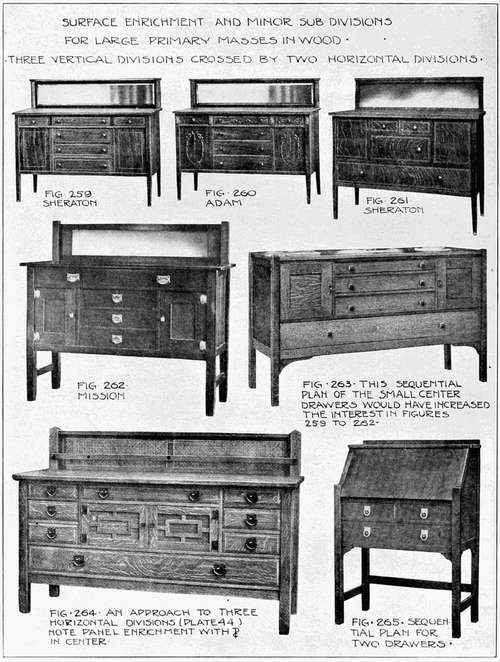 SURFACE ENRICHMENT AND MINOR SUB DIVISIONS
FOR LARGE PRIMARY MASSES IN WOOD ·
· THREE VERTICAL DIVISIONS CROSSED BY TWO HORIZONTAL DIVISIONS ·
FIG · 259
SHERATON
FIG · 260
ADAM
FIG · 261
SHERATON
FIG 262 ·
MISSION
FIG · 263 · THIS SEQUENTIAL
PLAN OF THE SMALL CENTER
DRAWERS WOULD HAVE INCREASED
THE INTEREST IN FIGURES
259 TO 262 ·
FIG · 264 · AN APPROACH TO THREE
HORIZONTAL DIVISIONS (PLATE 44)
NOTE PANEL ENRICHMENT WITH
IN CENTER ·
FIG · 265 · SEQUEN-
TIAL PLAN FOR
TWO DRAWERS ·